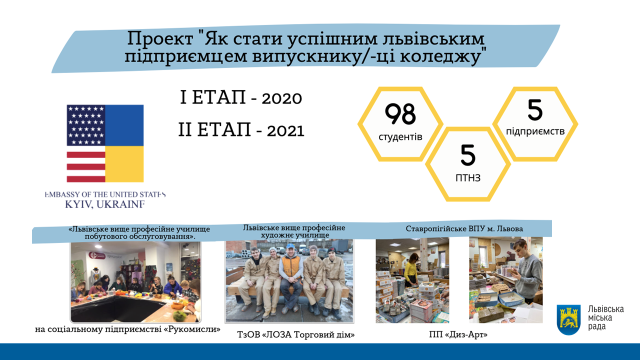 Проект "Як стати успішним львівським
підприємцем випускнику/-ці коледжу"
І ЕТАП - 2020
ІІ ЕТАП - 2021
98
студентів
5
підприємств
5
ПТНЗ
EMBASSY OF THE UNITED STATES
KYIV, UKRAINE
«Львівське вище професійне училище
побутового обслуговування».
Львівське вище професійне
художнє училище
Ставропігійське ВПУ м. Львова
на соціальному підприємстві «Рукомисли»
ТзОВ «ЛОЗА Торговий дім»
ПП «Диз-Арт»
Львівська
міська
рада